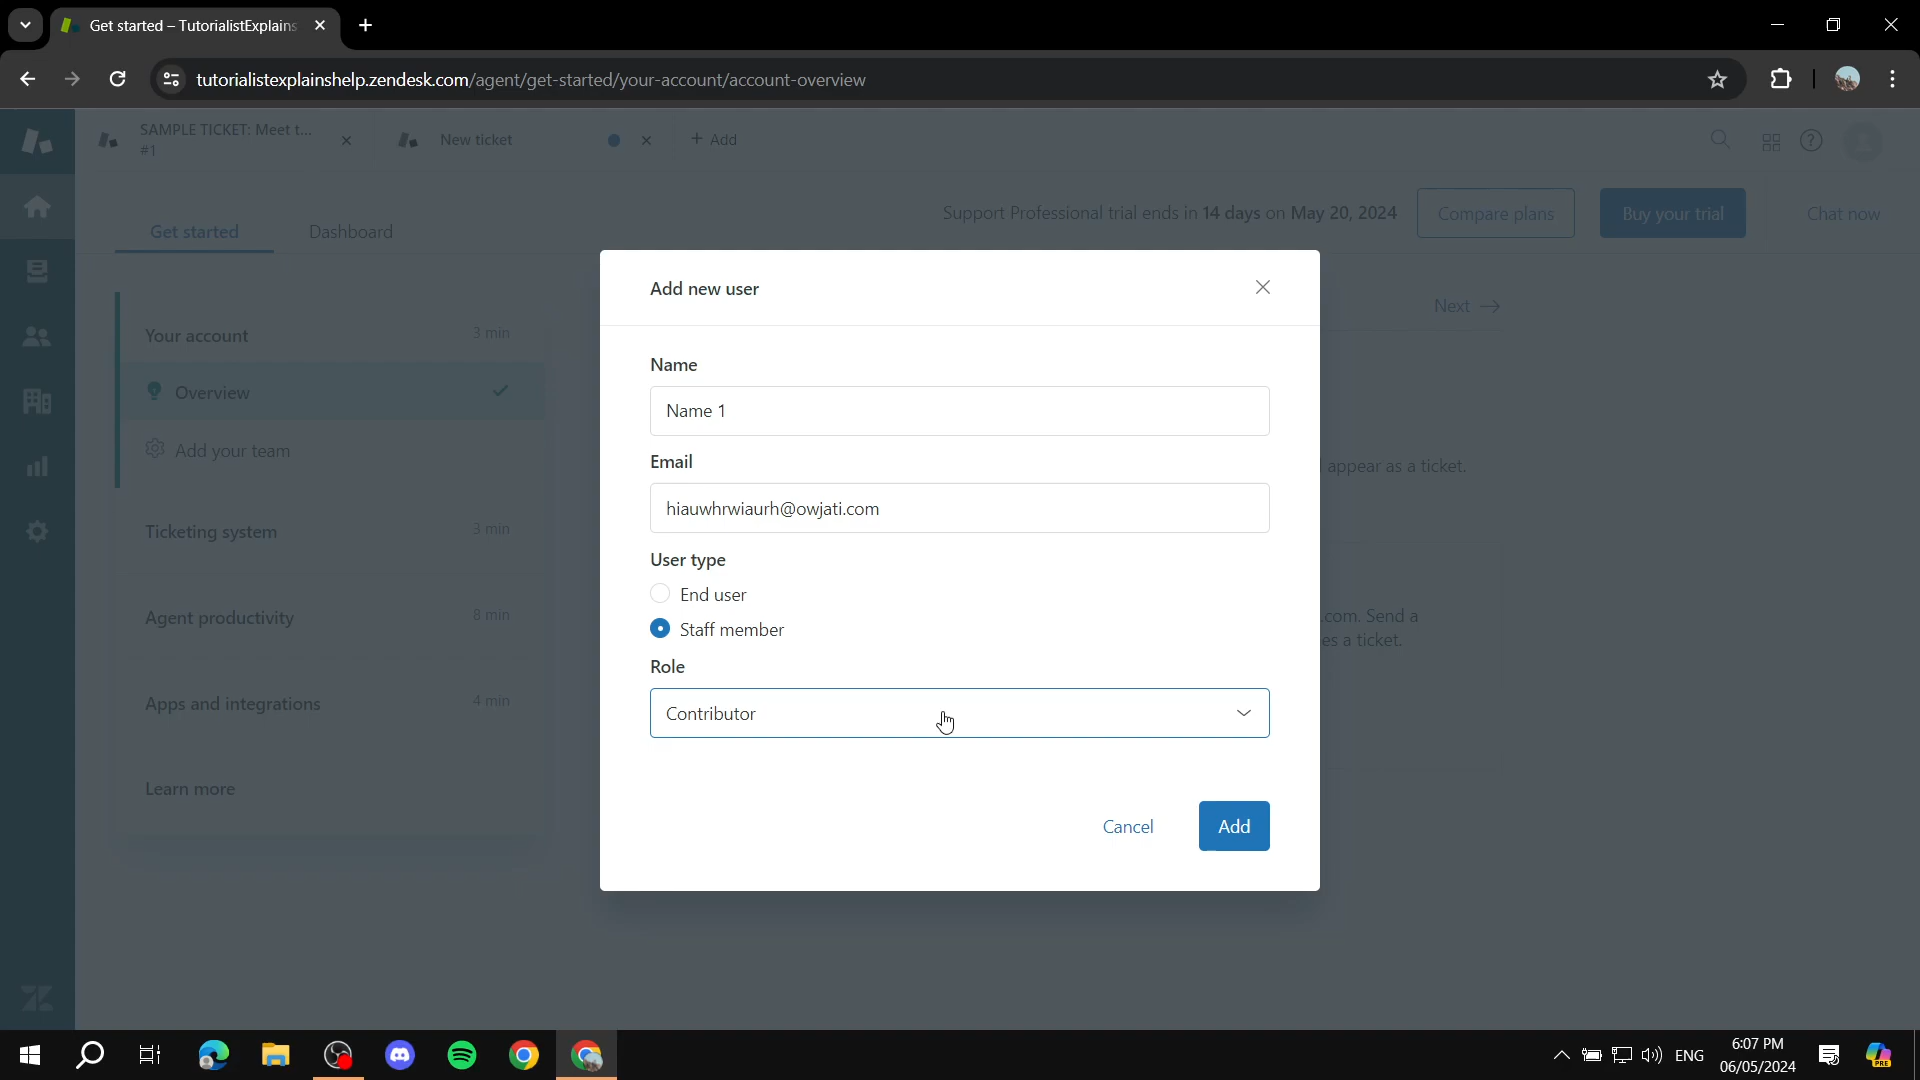 Get started – TutorialistExplains
tutorialistexplainshelp.zendesk.com/agent/get-started/your-account/account-overview
SAMPLE TICKET: Meet t...
#1
New ticket
+ Add
Get started
Dashboard
Support Professional trial ends in 14 days on May 20, 2024
Compare plans
Buy your trial
Chat now
Next
Your account
3 min
Overview
Add your team
Ticketing system
3 min
Agent productivity
8 min
Apps and integrations
4 min
Learn more
Add new user
Name
Name 1
Email
hiauwhrwiaurh@owjati.com
User type
End user
Staff member
Role
Contributor
Cancel
Add
appear as a ticket.
.com. Send a
es a ticket.
ENG
6:07 PM
06/05/2024
PRE